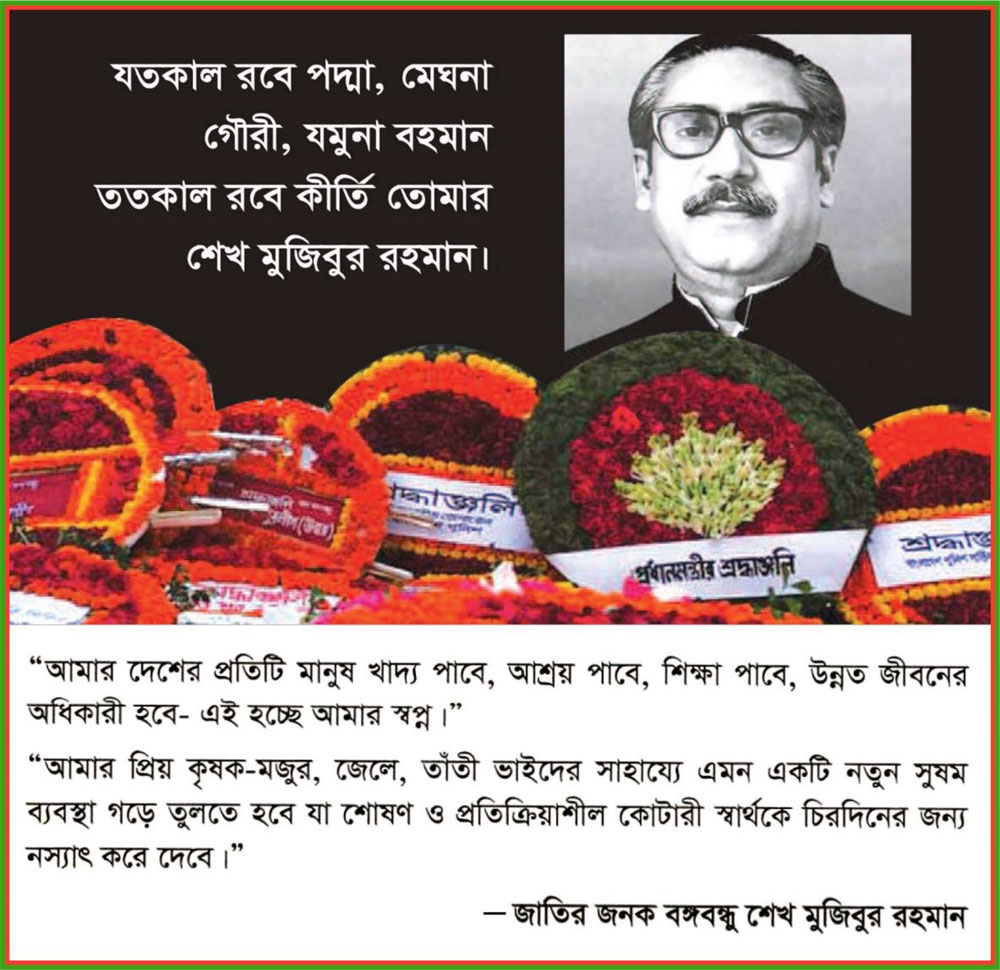 যতকাল রবে পদ্মা, মেঘনা
গৌরী, যমুনা বহমান
ততকাল রবে কীর্তি তোমার
শেখ মুজিবুর রহমান।
শ্রদ্ধাঞ্জলি
প্রধানমন্ত্রীর শ্রদ্ধাঞ্জলি
শ্রদ্ধাঞ্জলি
“আমার দেশের প্রতিটি মানুষ খাদ্য পাবে, আশ্রয় পাবে, শিক্ষা পাবে, উন্নত জীবনের
অধিকারী হবে- এই হচ্ছে আমার স্বপ্ন।”
“আমার প্রিয় কৃষক-মজুর, জেলে, তাঁতী ভাইদের সাহায্যে এমন একটি নতুন সুষম
ব্যবস্থা গড়ে তুলতে হবে যা শোষণ ও প্রতিক্রিয়াশীল কোটারী স্বার্থকে চিরদিনের জন্য
নস্যাৎ করে দেবে।”
– জাতির জনক বঙ্গবন্ধু শেখ মুজিবুর রহমান